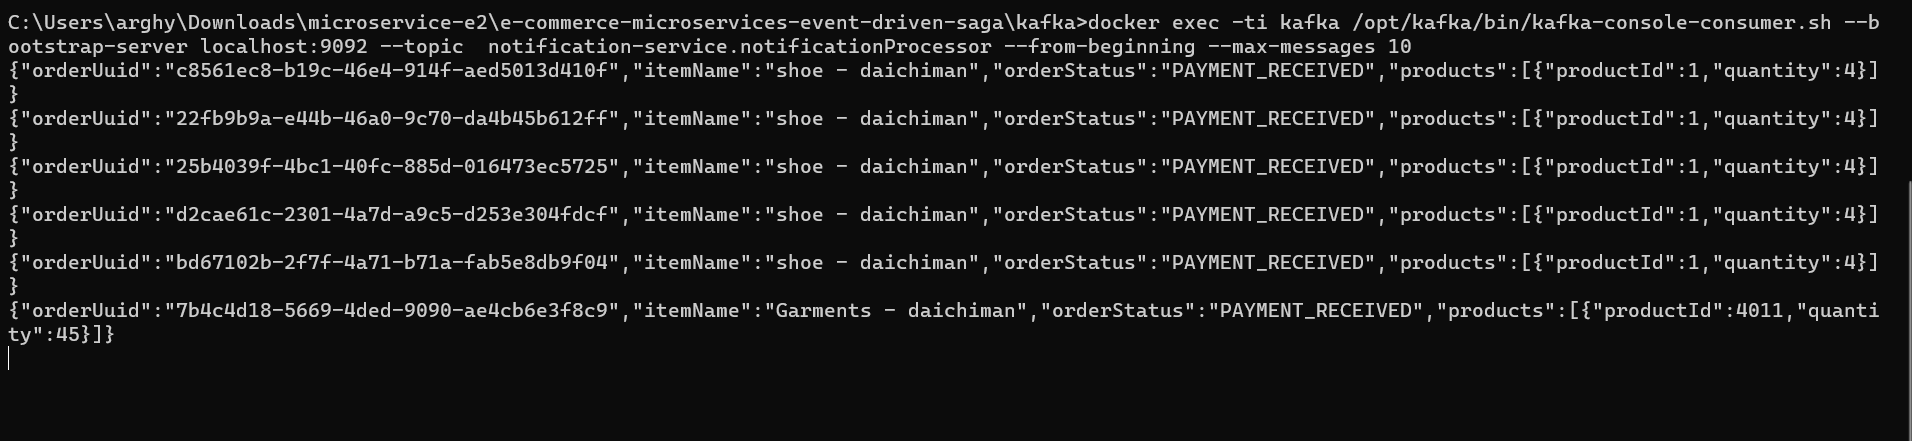 C:\Users\arghy\Downloads\microservice-e2\e-commerce-microservices-event-driven-saga\kafka>docker exec -ti kafka /opt/kafka/bin/kafka-console-consumer.sh --b
ootstrap-server localhost:9092 --topic  notification-service.notificationProcessor --from-beginning --max-messages 10
{"orderUuid":"c8561ec8-b19c-46e4-914f-aed5013d410f","itemName":"shoe - daichiman","orderStatus":"PAYMENT_RECEIVED","products":[{"productId":1,"quantity":4}]
}
{"orderUuid":"22fb9b9a-e44b-46a0-9c70-da4b45b612ff","itemName":"shoe - daichiman","orderStatus":"PAYMENT_RECEIVED","products":[{"productId":1,"quantity":4}]
}
{"orderUuid":"25b4039f-4bc1-40fc-885d-016473ec5725","itemName":"shoe - daichiman","orderStatus":"PAYMENT_RECEIVED","products":[{"productId":1,"quantity":4}]
}
{"orderUuid":"d2cae61c-2301-4a7d-a9c5-d253e304fdcf","itemName":"shoe - daichiman","orderStatus":"PAYMENT_RECEIVED","products":[{"productId":1,"quantity":4}]
}
{"orderUuid":"bd67102b-2f7f-4a71-b71a-fab5e8db9f04","itemName":"shoe - daichiman","orderStatus":"PAYMENT_RECEIVED","products":[{"productId":1,"quantity":4}]
}
{"orderUuid":"7b4c4d18-5669-4ded-9090-ae4cb6e3f8c9","itemName":"Garments - daichiman","orderStatus":"PAYMENT_RECEIVED","products":[{"productId":4011,"quanti
ty":45}]}